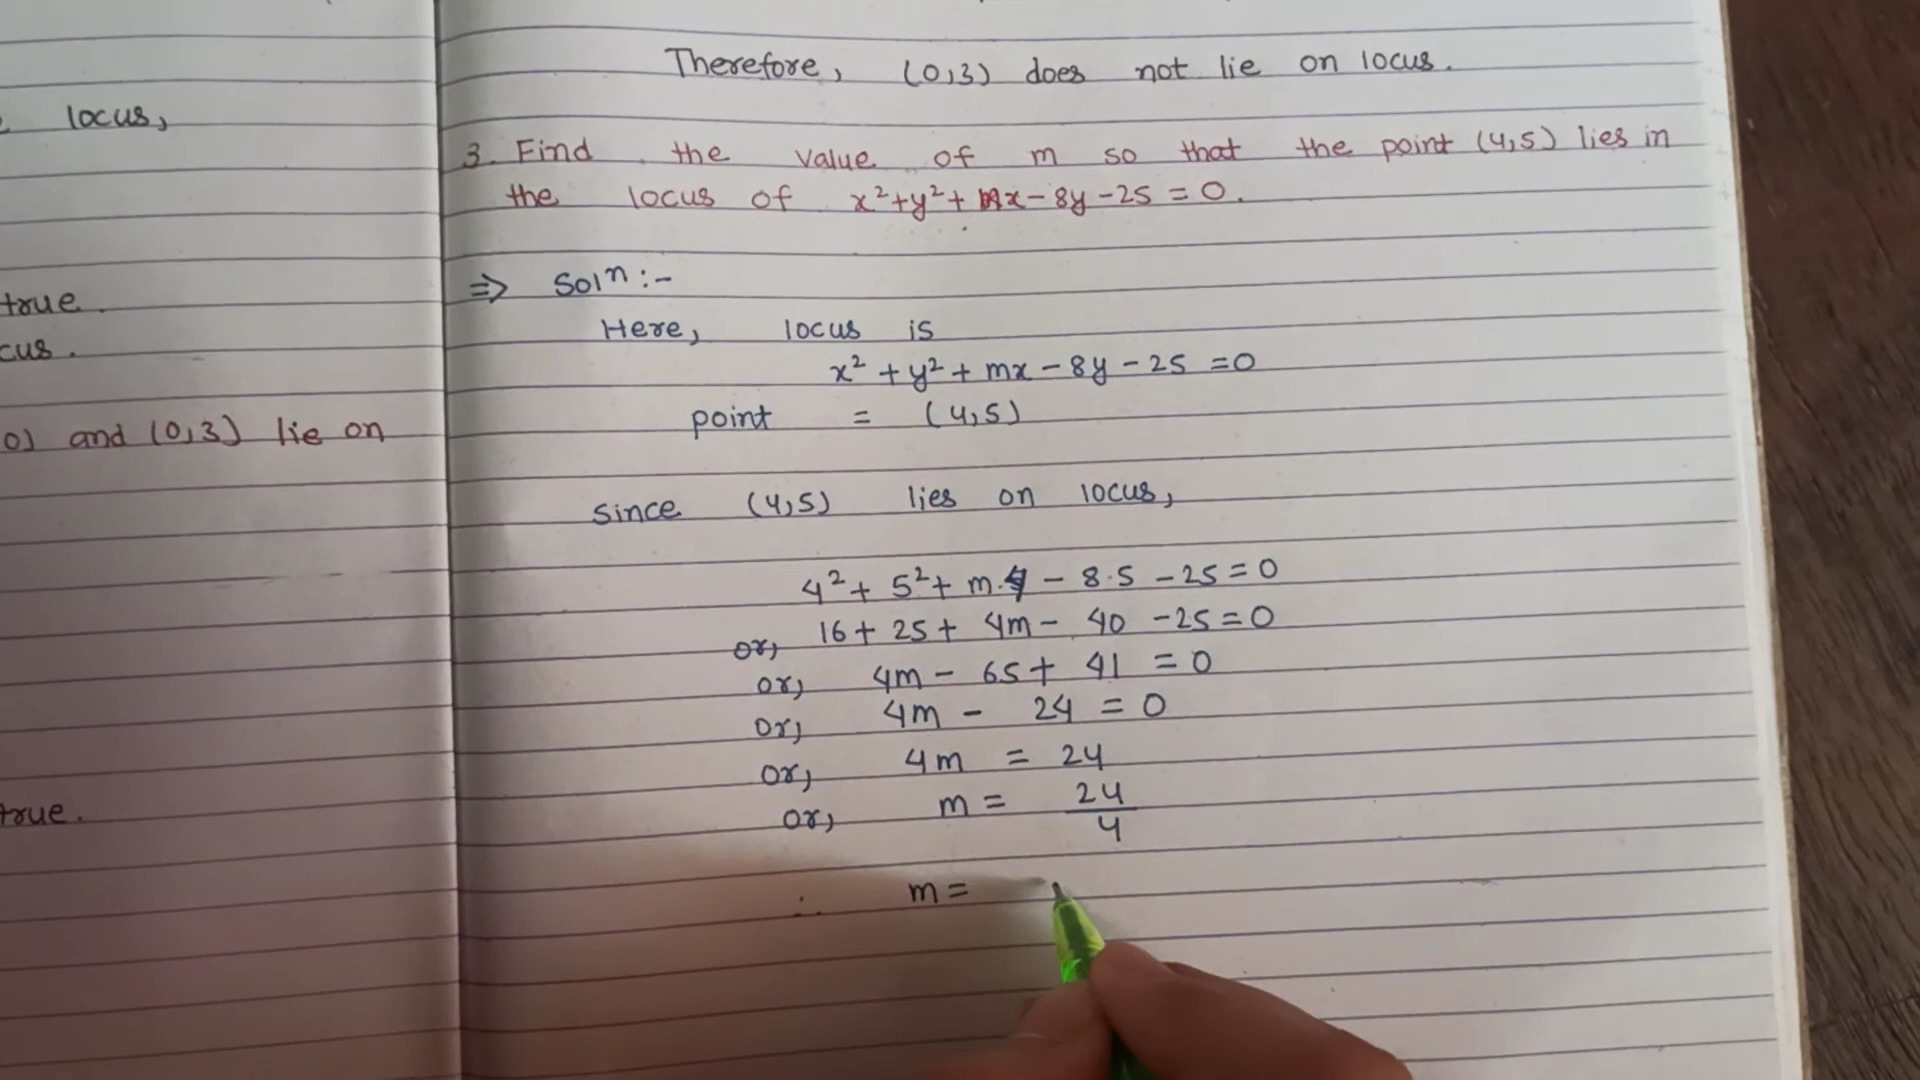 locus,
true.
cus.
0) and (0,3) lie on
true.
Therefore, (0,3) does not lie on locus.
3. Find the value of m so that the point (4,5) lies in
the locus of x²+y²+mx-8y-25=0.
⇒ Solⁿ:-
Here, locus is
x²+y²+mx-8y-25=0
point = (4,5)
since (4,5) lies on locus,
4²+5²+m.4-8.5-25=0
or, 16+25+4m-40-25=0
or, 4m-65+41=0
or, 4m-24=0
or, 4m=24
or, m=24/4
∴ m=